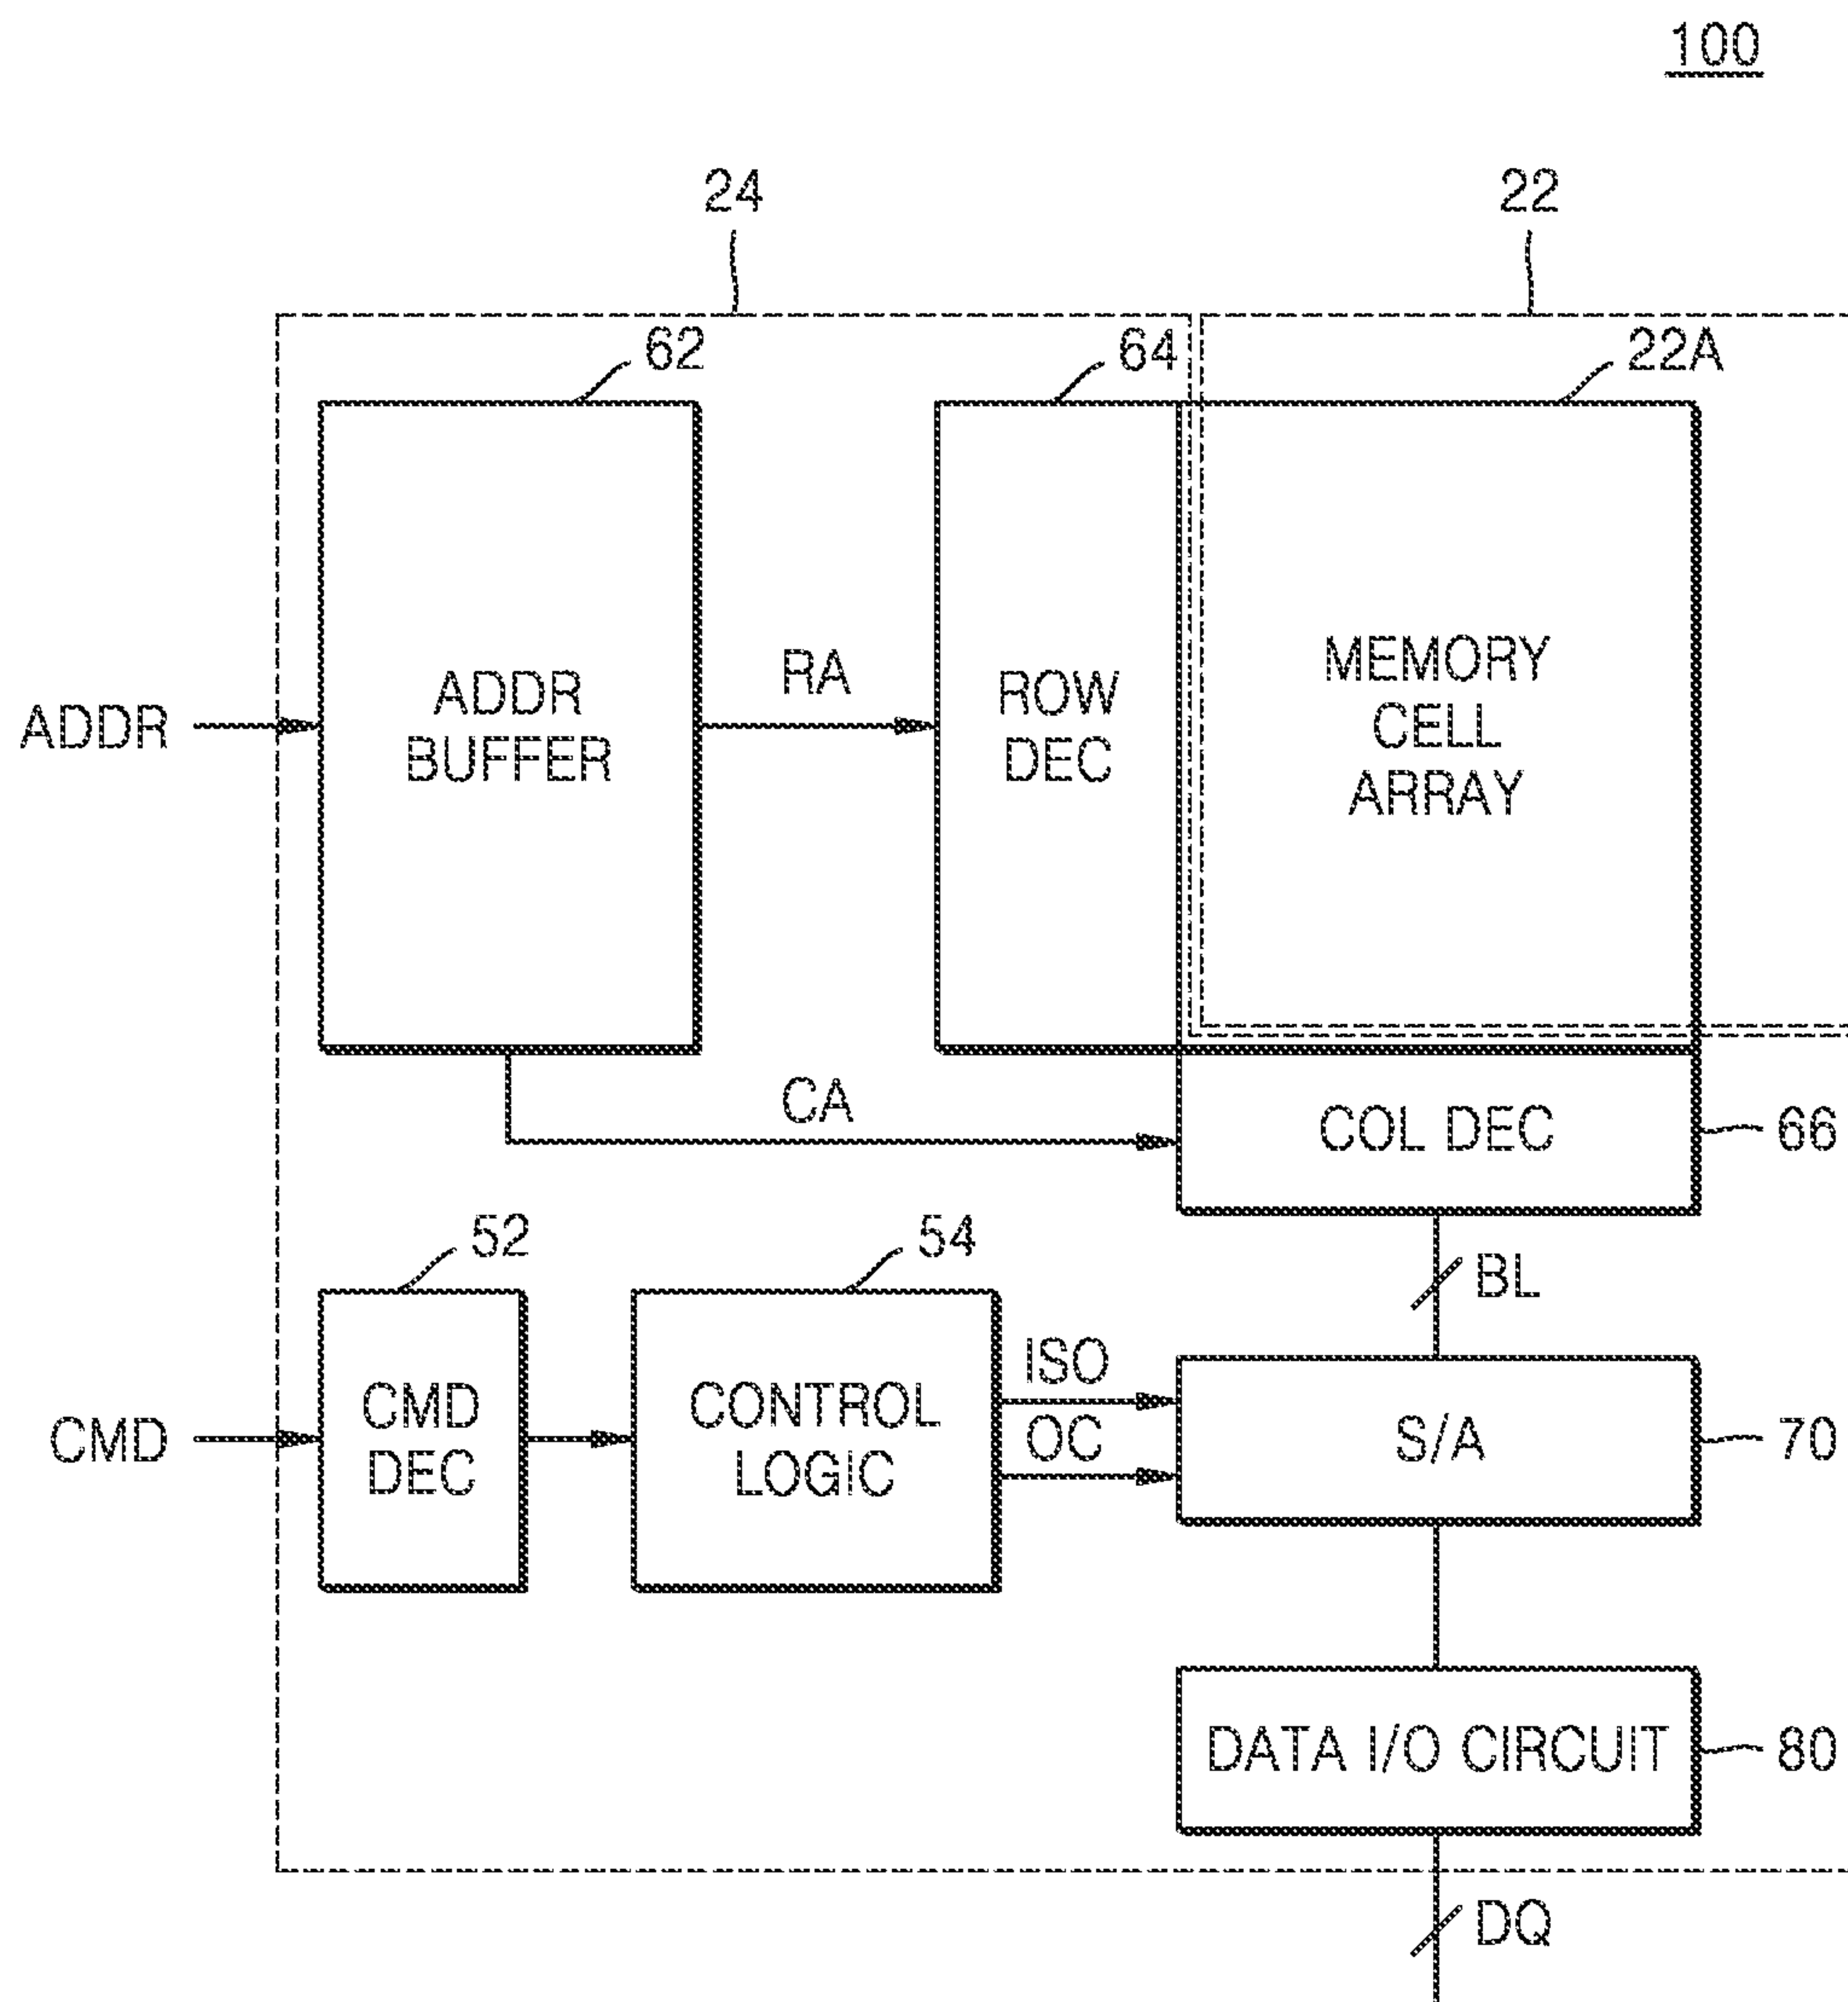 100
24
22
62
64
22A
ADDR
ADDR
BUFFER
RA
ROW
DEC
MEMORY
CELL
ARRAY
CA
COL DEC
66
52
54
BL
CMD
CMD
DEC
CONTROL
LOGIC
ISO
OC
S/A
70
DATA I/O CIRCUIT
80
DQ